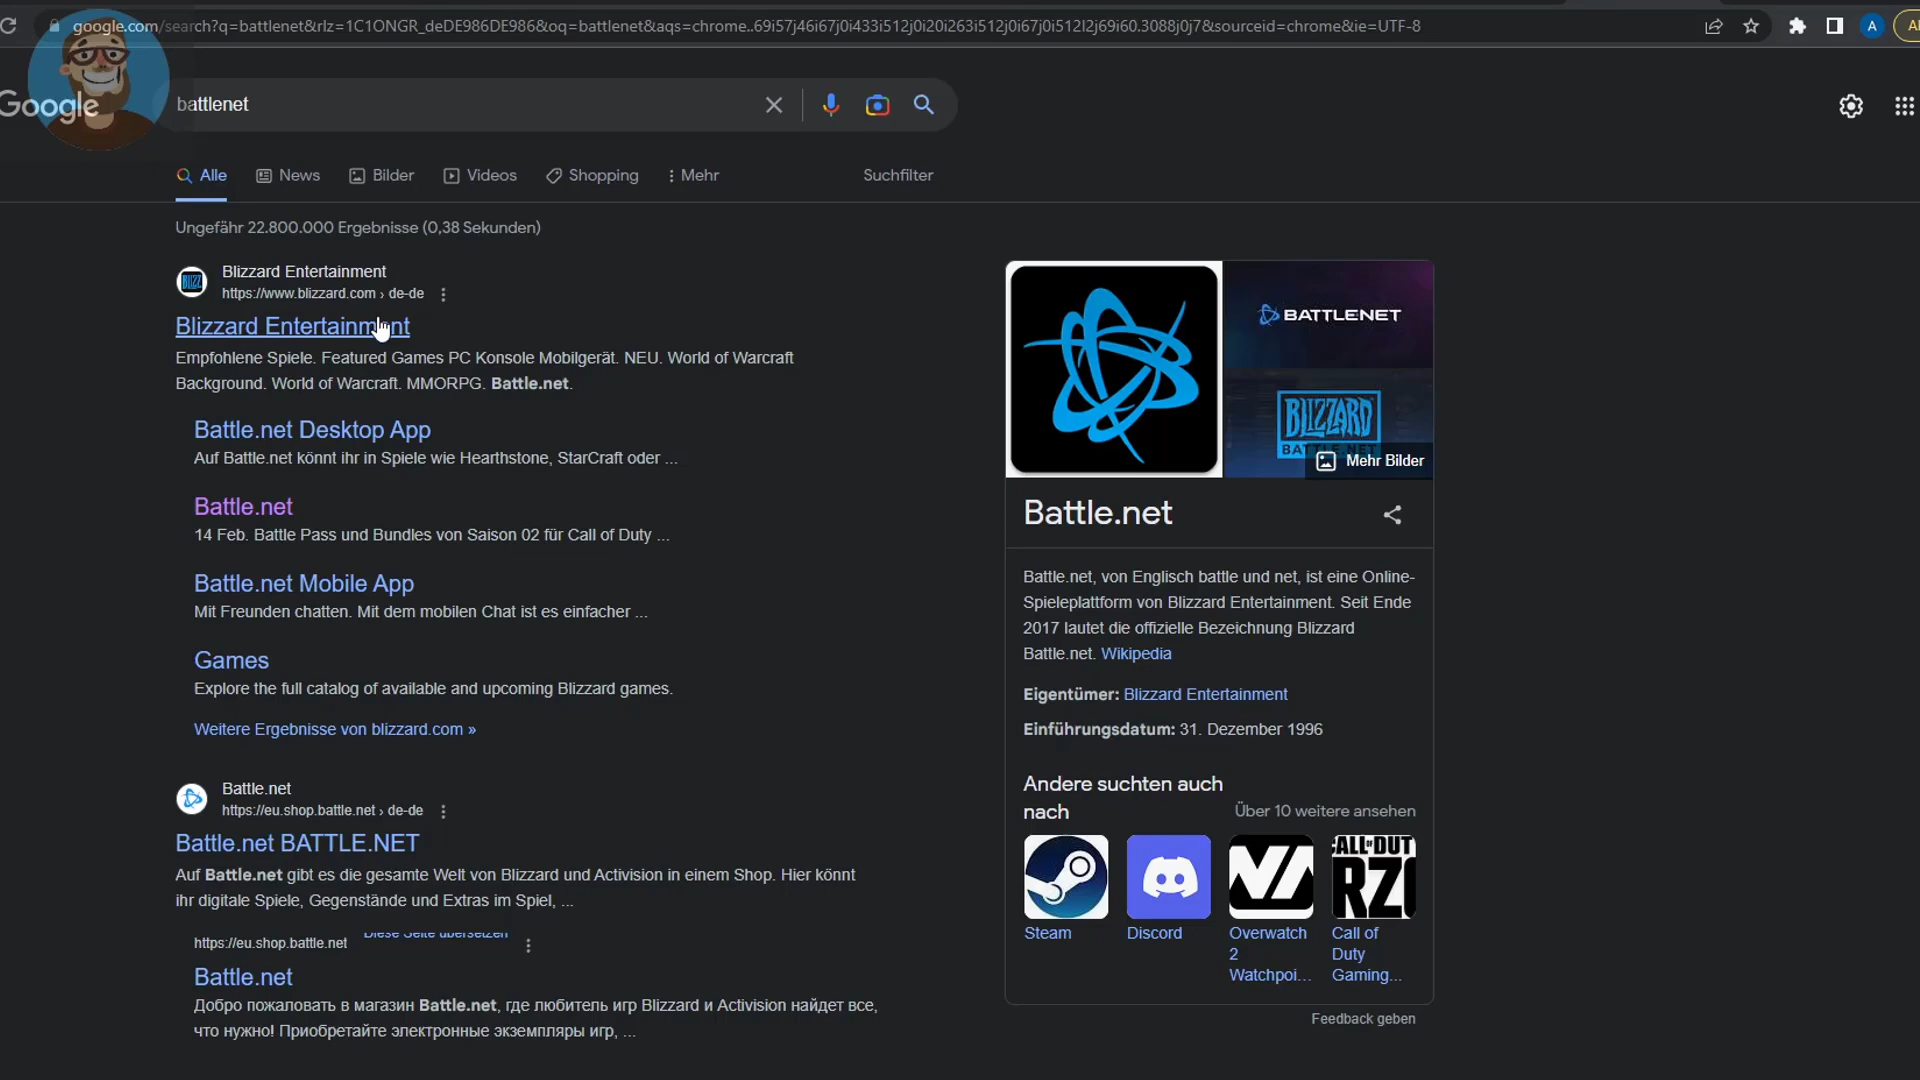 google.com/search?q=battlenet&rlz=1C1ONGR_deDE986DE986&oq=battlenet&aqs=chrome..69i57j46i67j0i433i512j0i20i263i512j0i67j0i512l2j69i60.3088j0j7&sourceid=chrome&ie=UTF-8
A
Google
battlenet
Alle
News
Bilder
Videos
Shopping
Mehr
Suchfilter
Ungefähr 22.800.000 Ergebnisse (0,38 Sekunden)
BLIZZ
Blizzard Entertainment
https://www.blizzard.com › de-de
Blizzard Entertainment
Empfohlene Spiele. Featured Games PC Konsole Mobilgerät. NEU. World of Warcraft
Background. World of Warcraft. MMORPG. Battle.net.
Battle.net Desktop App
Auf Battle.net könnt ihr in Spiele wie Hearthstone, StarCraft oder ...
Battle.net
14 Feb. Battle Pass und Bundles von Saison 02 für Call of Duty ...
Battle.net Mobile App
Mit Freunden chatten. Mit dem mobilen Chat ist es einfacher ...
Games
Explore the full catalog of available and upcoming Blizzard games.
Weitere Ergebnisse von blizzard.com »
Battle.net
https://eu.shop.battle.net › de-de
Battle.net BATTLE.NET
Auf Battle.net gibt es die gesamte Welt von Blizzard und Activision in einem Shop. Hier könnt
ihr digitale Spiele, Gegenstände und Extras im Spiel, ...
https://eu.shop.battle.net
Diese Seite übersetzen
Battle.net
Добро пожаловать в магазин Battle.net, где любитель игр Blizzard и Activision найдет все,
что нужно! Приобретайте электронные экземпляры игр, ...
BATTLENET
BLIZZARD
BATTLE.NET
Mehr Bilder
Battle.net
Battle.net, von Englisch battle und net, ist eine Online-
Spieleplattform von Blizzard Entertainment. Seit Ende
2017 lautet die offizielle Bezeichnung Blizzard
Battle.net. Wikipedia
Eigentümer: Blizzard Entertainment
Einführungsdatum: 31. Dezember 1996
Andere suchten auch
nach
Über 10 weitere ansehen
CALL OF DUTY
RZ
Steam
Discord
Overwatch
2
Watchpoi...
Call of
Duty
Gaming...
Feedback geben